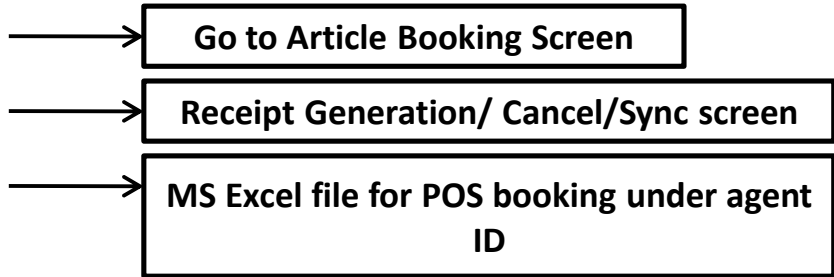 Go to Article Booking Screen
Receipt Generation/ Cancel/Sync screen
MS Excel file for POS booking under agent
ID